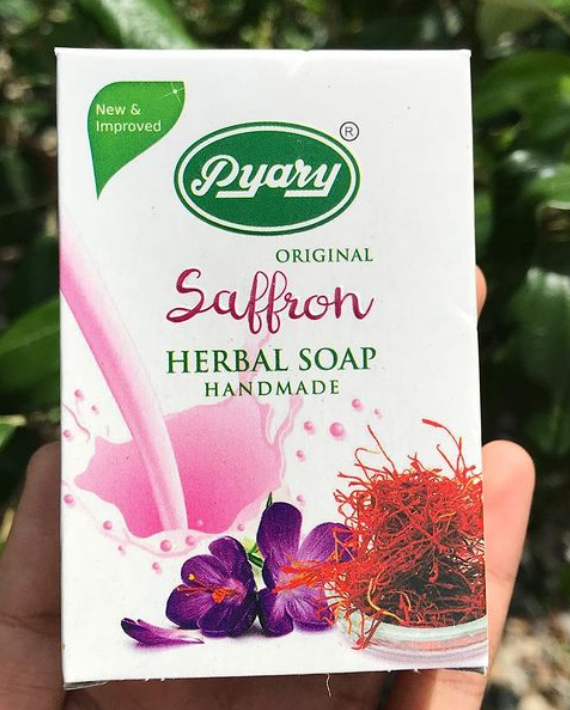 New &
Improved
Pyary
®
ORIGINAL
Saffron
HERBAL SOAP
HANDMADE